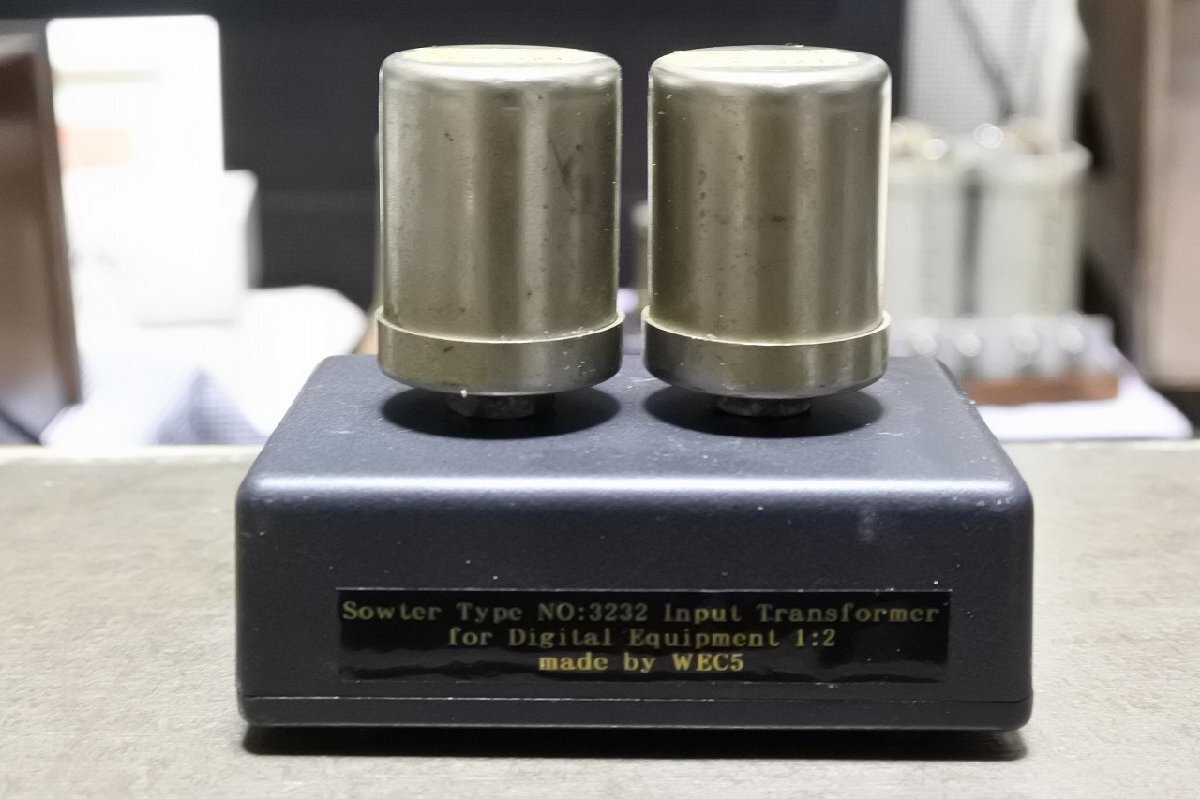 Sowter Type NO:3232 Input Transformer
for Digital Equipment 1:2
made by WEC5